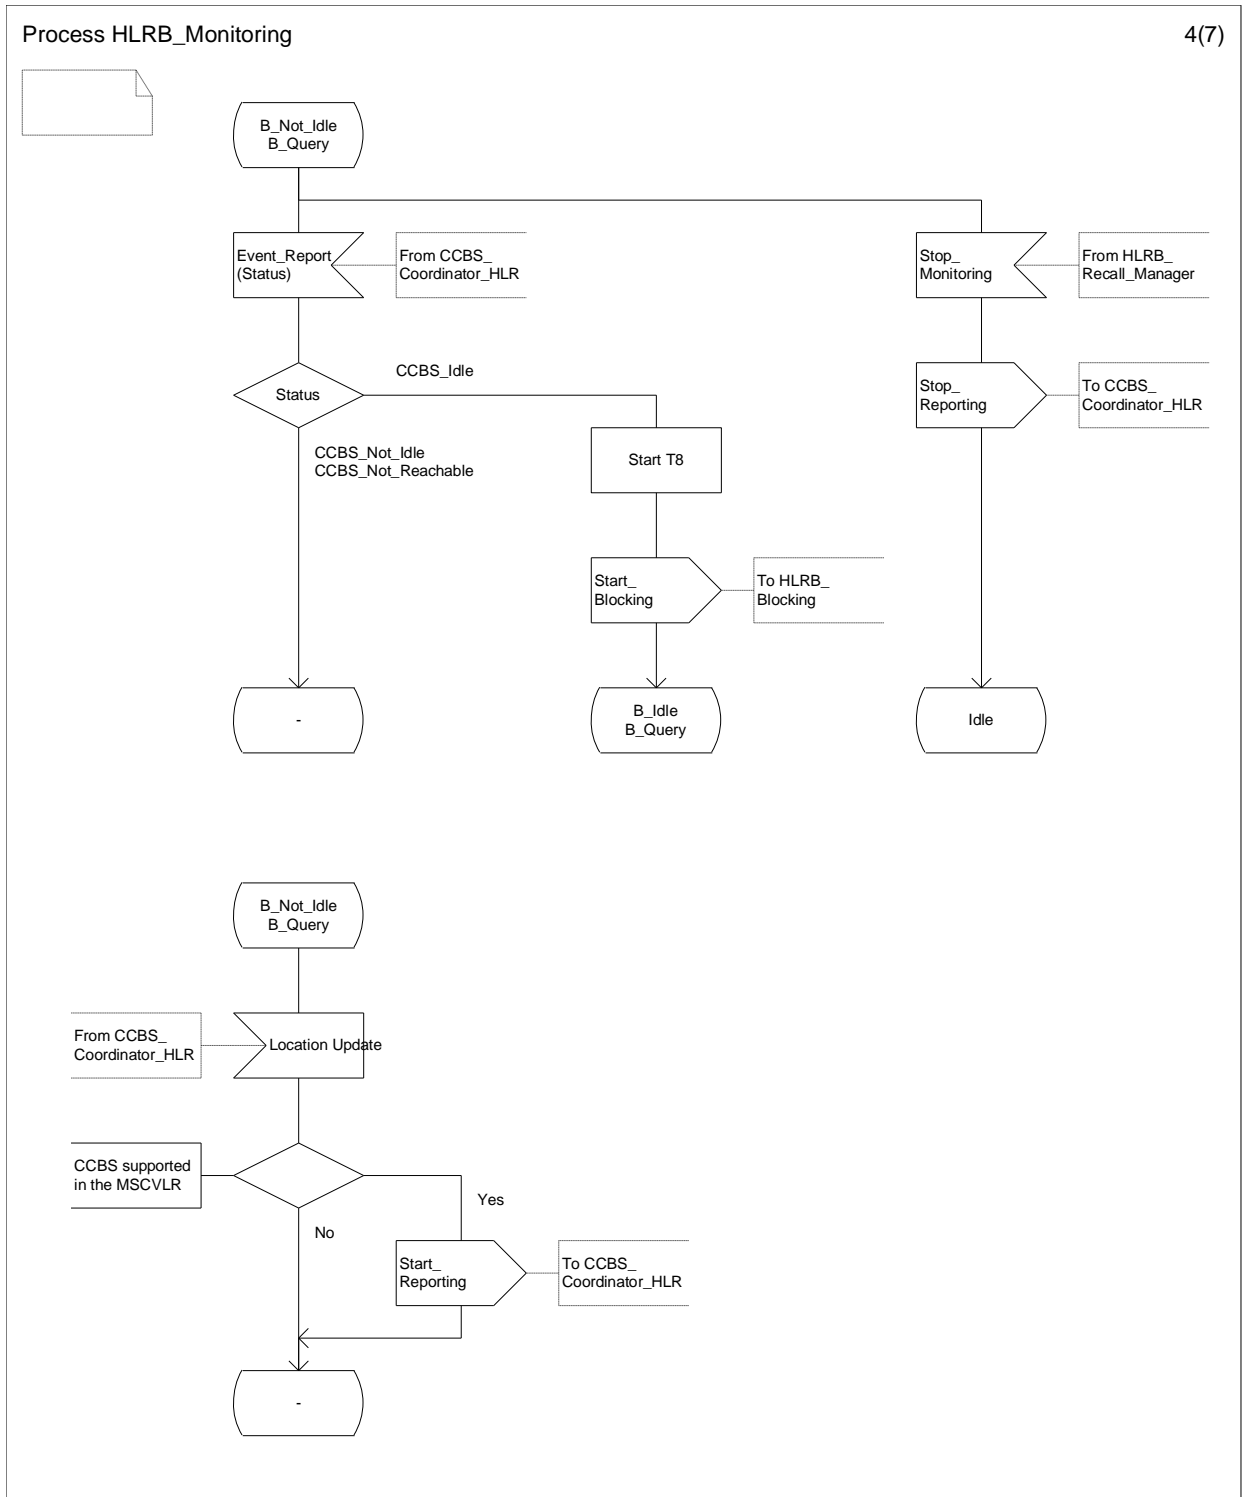 Process HLRB_Monitoring
4(7)
B_Not_Idle
B_Query
Event_Report
(Status)
From CCBS_
Coordinator_HLR
Stop_
Monitoring
From HLRB_
Recall_Manager
Status
CCBS_Idle
Stop_
Reporting
To CCBS_
Coordinator_HLR
CCBS_Not_Idle
CCBS_Not_Reachable
Start T8
Start_
Blocking
To HLRB_
Blocking
-
B_Idle
B_Query
Idle
B_Not_Idle
B_Query
From CCBS_
Coordinator_HLR
Location Update
CCBS supported
in the MSCVLR
Yes
No
Start_
Reporting
To CCBS_
Coordinator_HLR
-